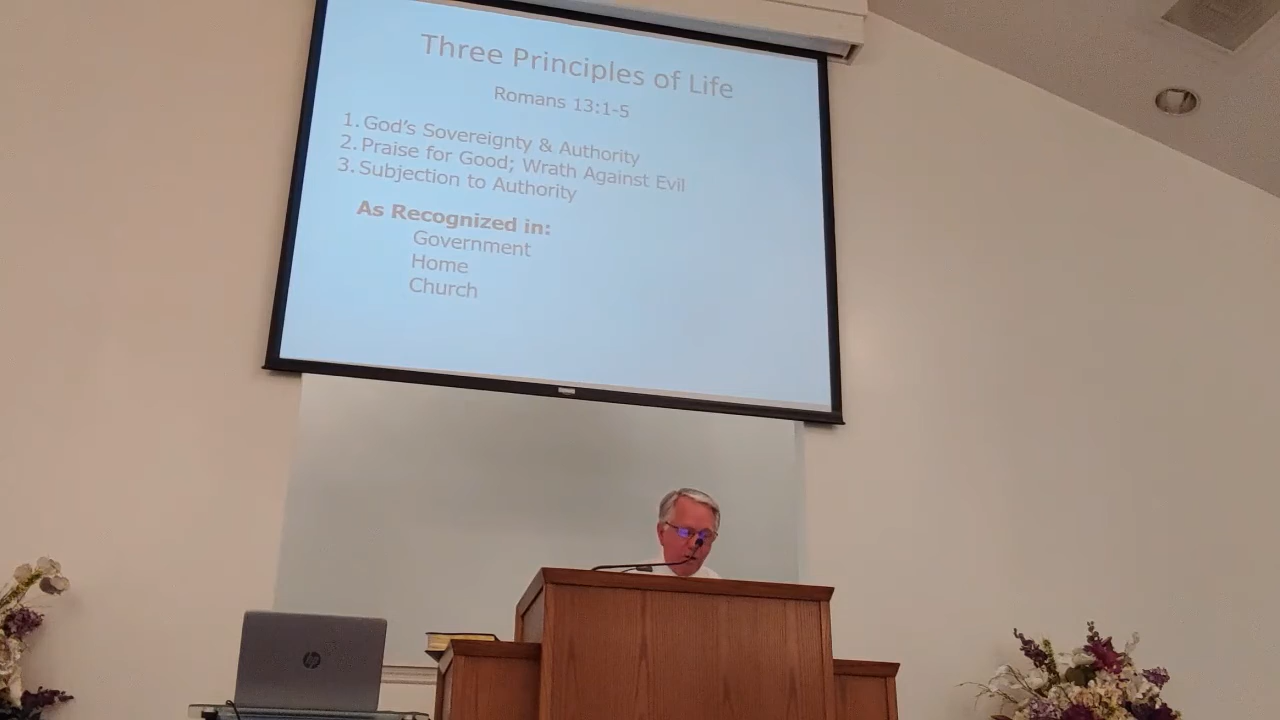 Three Principles of Life
Romans 13:1-5
1. God's Sovereignty & Authority
2. Praise for Good; Wrath Against Evil
3. Subjection to Authority
As Recognized in:
Government
Home
Church
hp